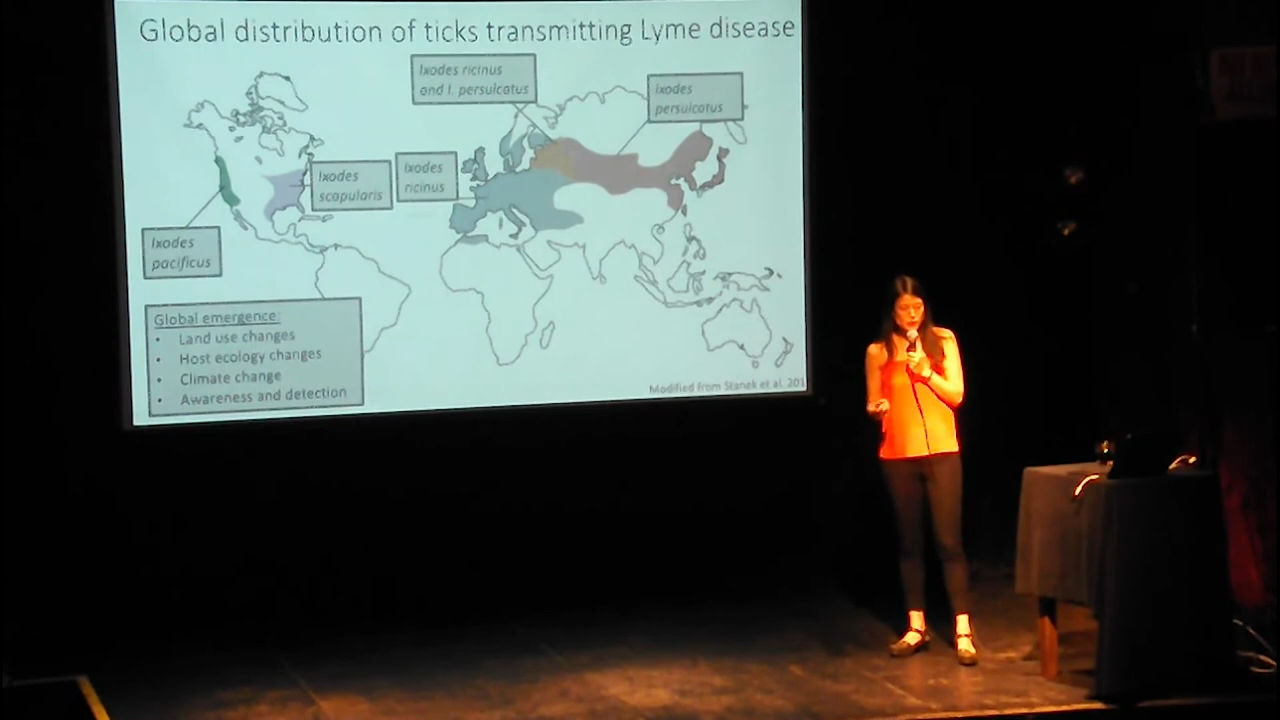 Global distribution of ticks transmitting Lyme disease
Ixodes ricinus
and I. persulcatus
Ixodes
persulcatus
Ixodes
scapularis
Ixodes
ricinus
Ixodes
pacificus
Global emergence:
• Land use changes
• Host ecology changes
• Climate change
• Awareness and detection
Modified from Stanek et al. 201